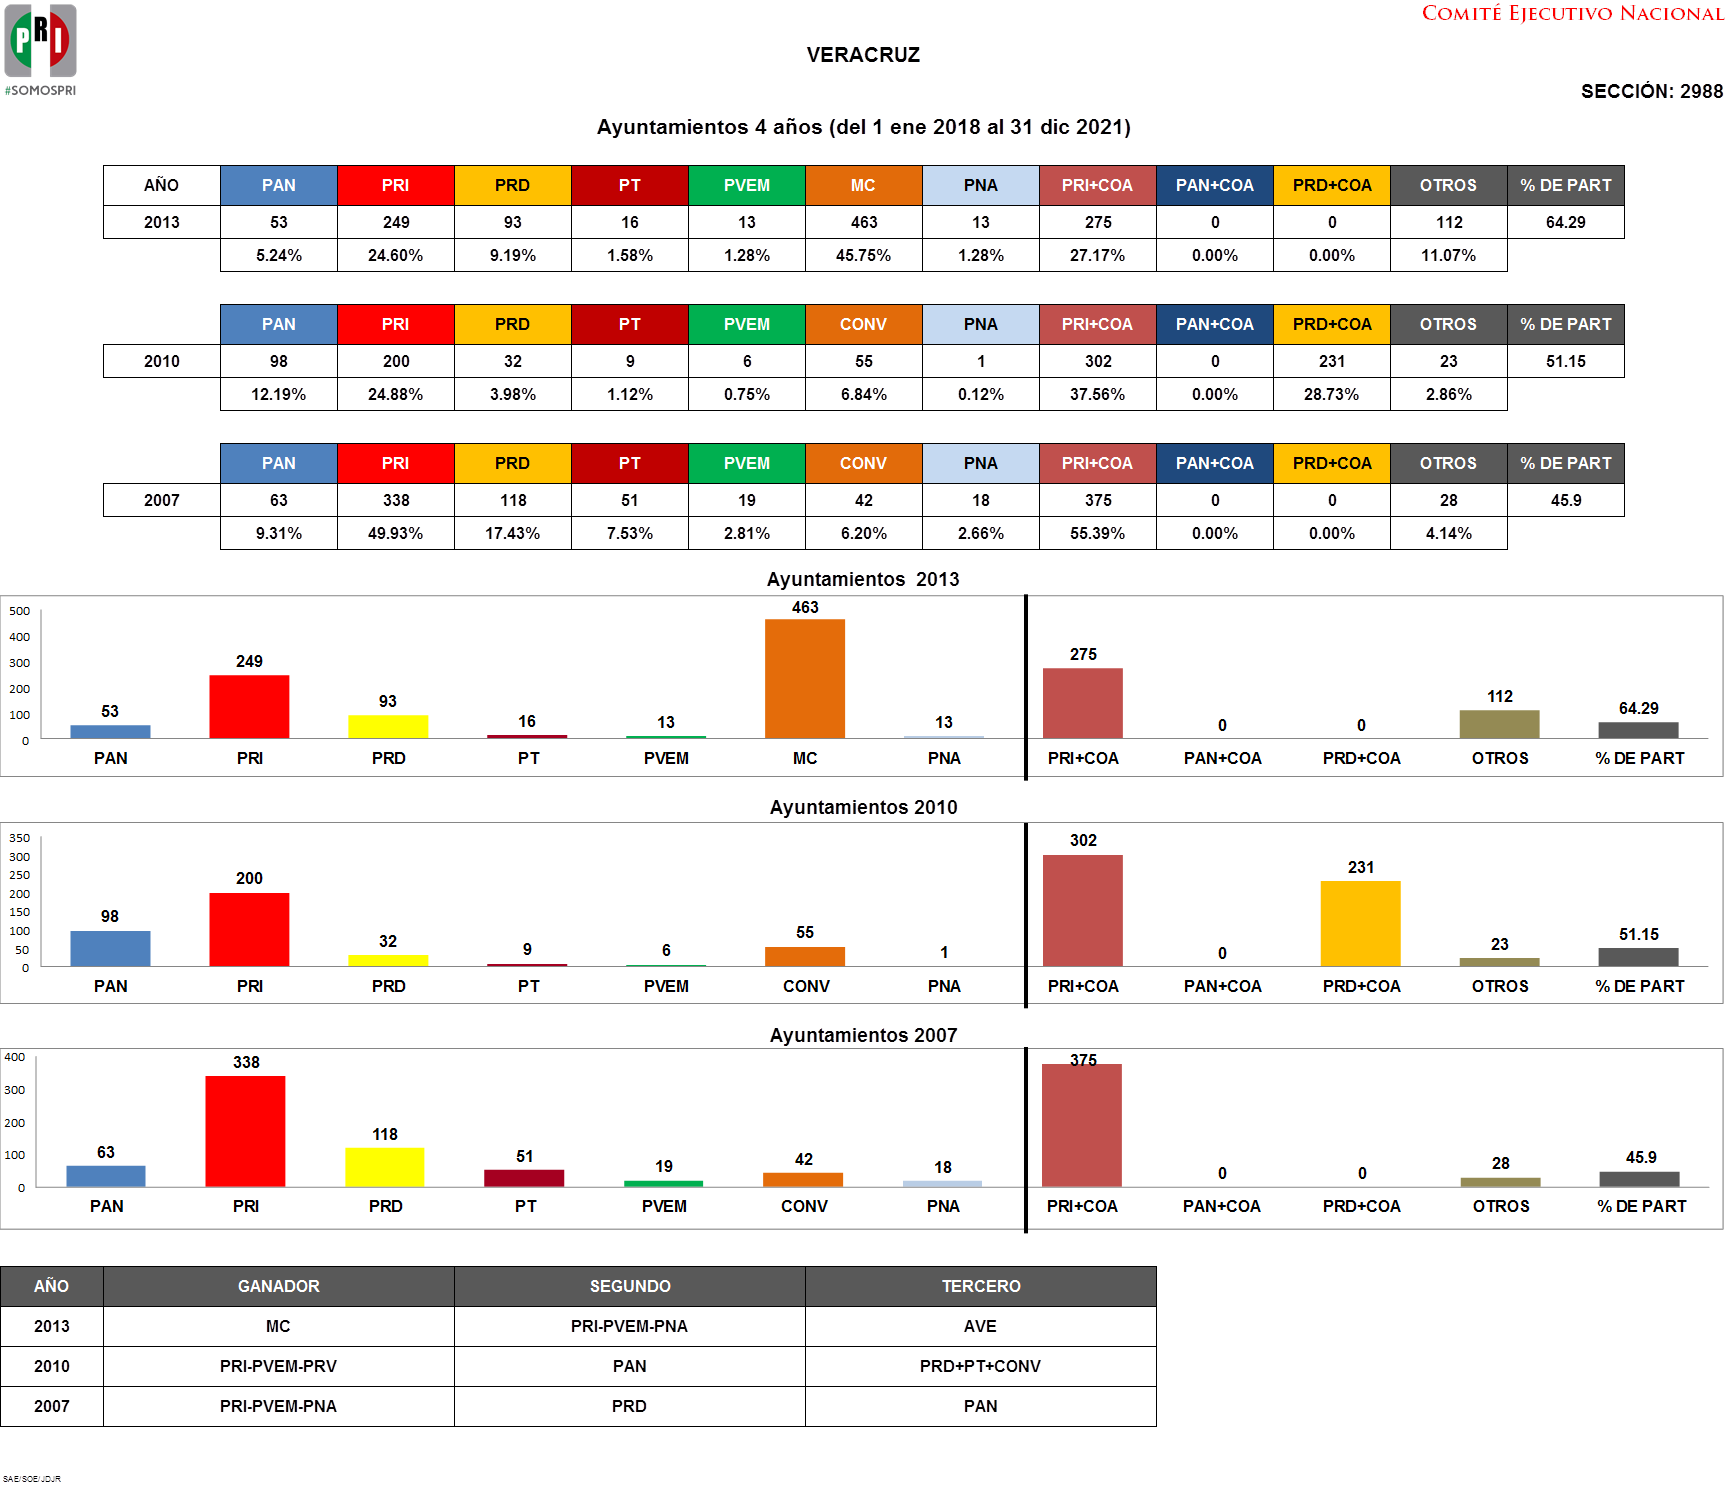 PRI
#SOMOSPRI
COMITÉ EJECUTIVO NACIONAL
VERACRUZ
SECCIÓN: 2988
Ayuntamientos 4 años (del 1 ene 2018 al 31 dic 2021)
AÑO PAN PRI PRD PT PVEM MC PNA PRI+COA PAN+COA PRD+COA OTROS % DE PART
2013 53 249 93 16 13 463 13 275 0 0 112 64.29
5.24% 24.60% 9.19% 1.58% 1.28% 45.75% 1.28% 27.17% 0.00% 0.00% 11.07%
PAN PRI PRD PT PVEM CONV PNA PRI+COA PAN+COA PRD+COA OTROS % DE PART
2010 98 200 32 9 6 55 1 302 0 231 23 51.15
12.19% 24.88% 3.98% 1.12% 0.75% 6.84% 0.12% 37.56% 0.00% 28.73% 2.86%
PAN PRI PRD PT PVEM CONV PNA PRI+COA PAN+COA PRD+COA OTROS % DE PART
2007 63 338 118 51 19 42 18 375 0 0 28 45.9
9.31% 49.93% 17.43% 7.53% 2.81% 6.20% 2.66% 55.39% 0.00% 0.00% 4.14%
Ayuntamientos 2013
500
400
300
200
100
0
53 249 93 16 13 463 13 275 0 0 112 64.29
PAN PRI PRD PT PVEM MC PNA PRI+COA PAN+COA PRD+COA OTROS % DE PART
Ayuntamientos 2010
350
300
250
200
150
100
50
0
98 200 32 9 6 55 1 302 0 231 23 51.15
PAN PRI PRD PT PVEM CONV PNA PRI+COA PAN+COA PRD+COA OTROS % DE PART
Ayuntamientos 2007
400
300
200
100
0
63 338 118 51 19 42 18 375 0 0 28 45.9
PAN PRI PRD PT PVEM CONV PNA PRI+COA PAN+COA PRD+COA OTROS % DE PART
AÑO GANADOR SEGUNDO TERCERO
2013 MC PRI-PVEM-PNA AVE
2010 PRI-PVEM-PRV PAN PRD+PT+CONV
2007 PRI-PVEM-PNA PRD PAN
SAE/SOE/JDJR